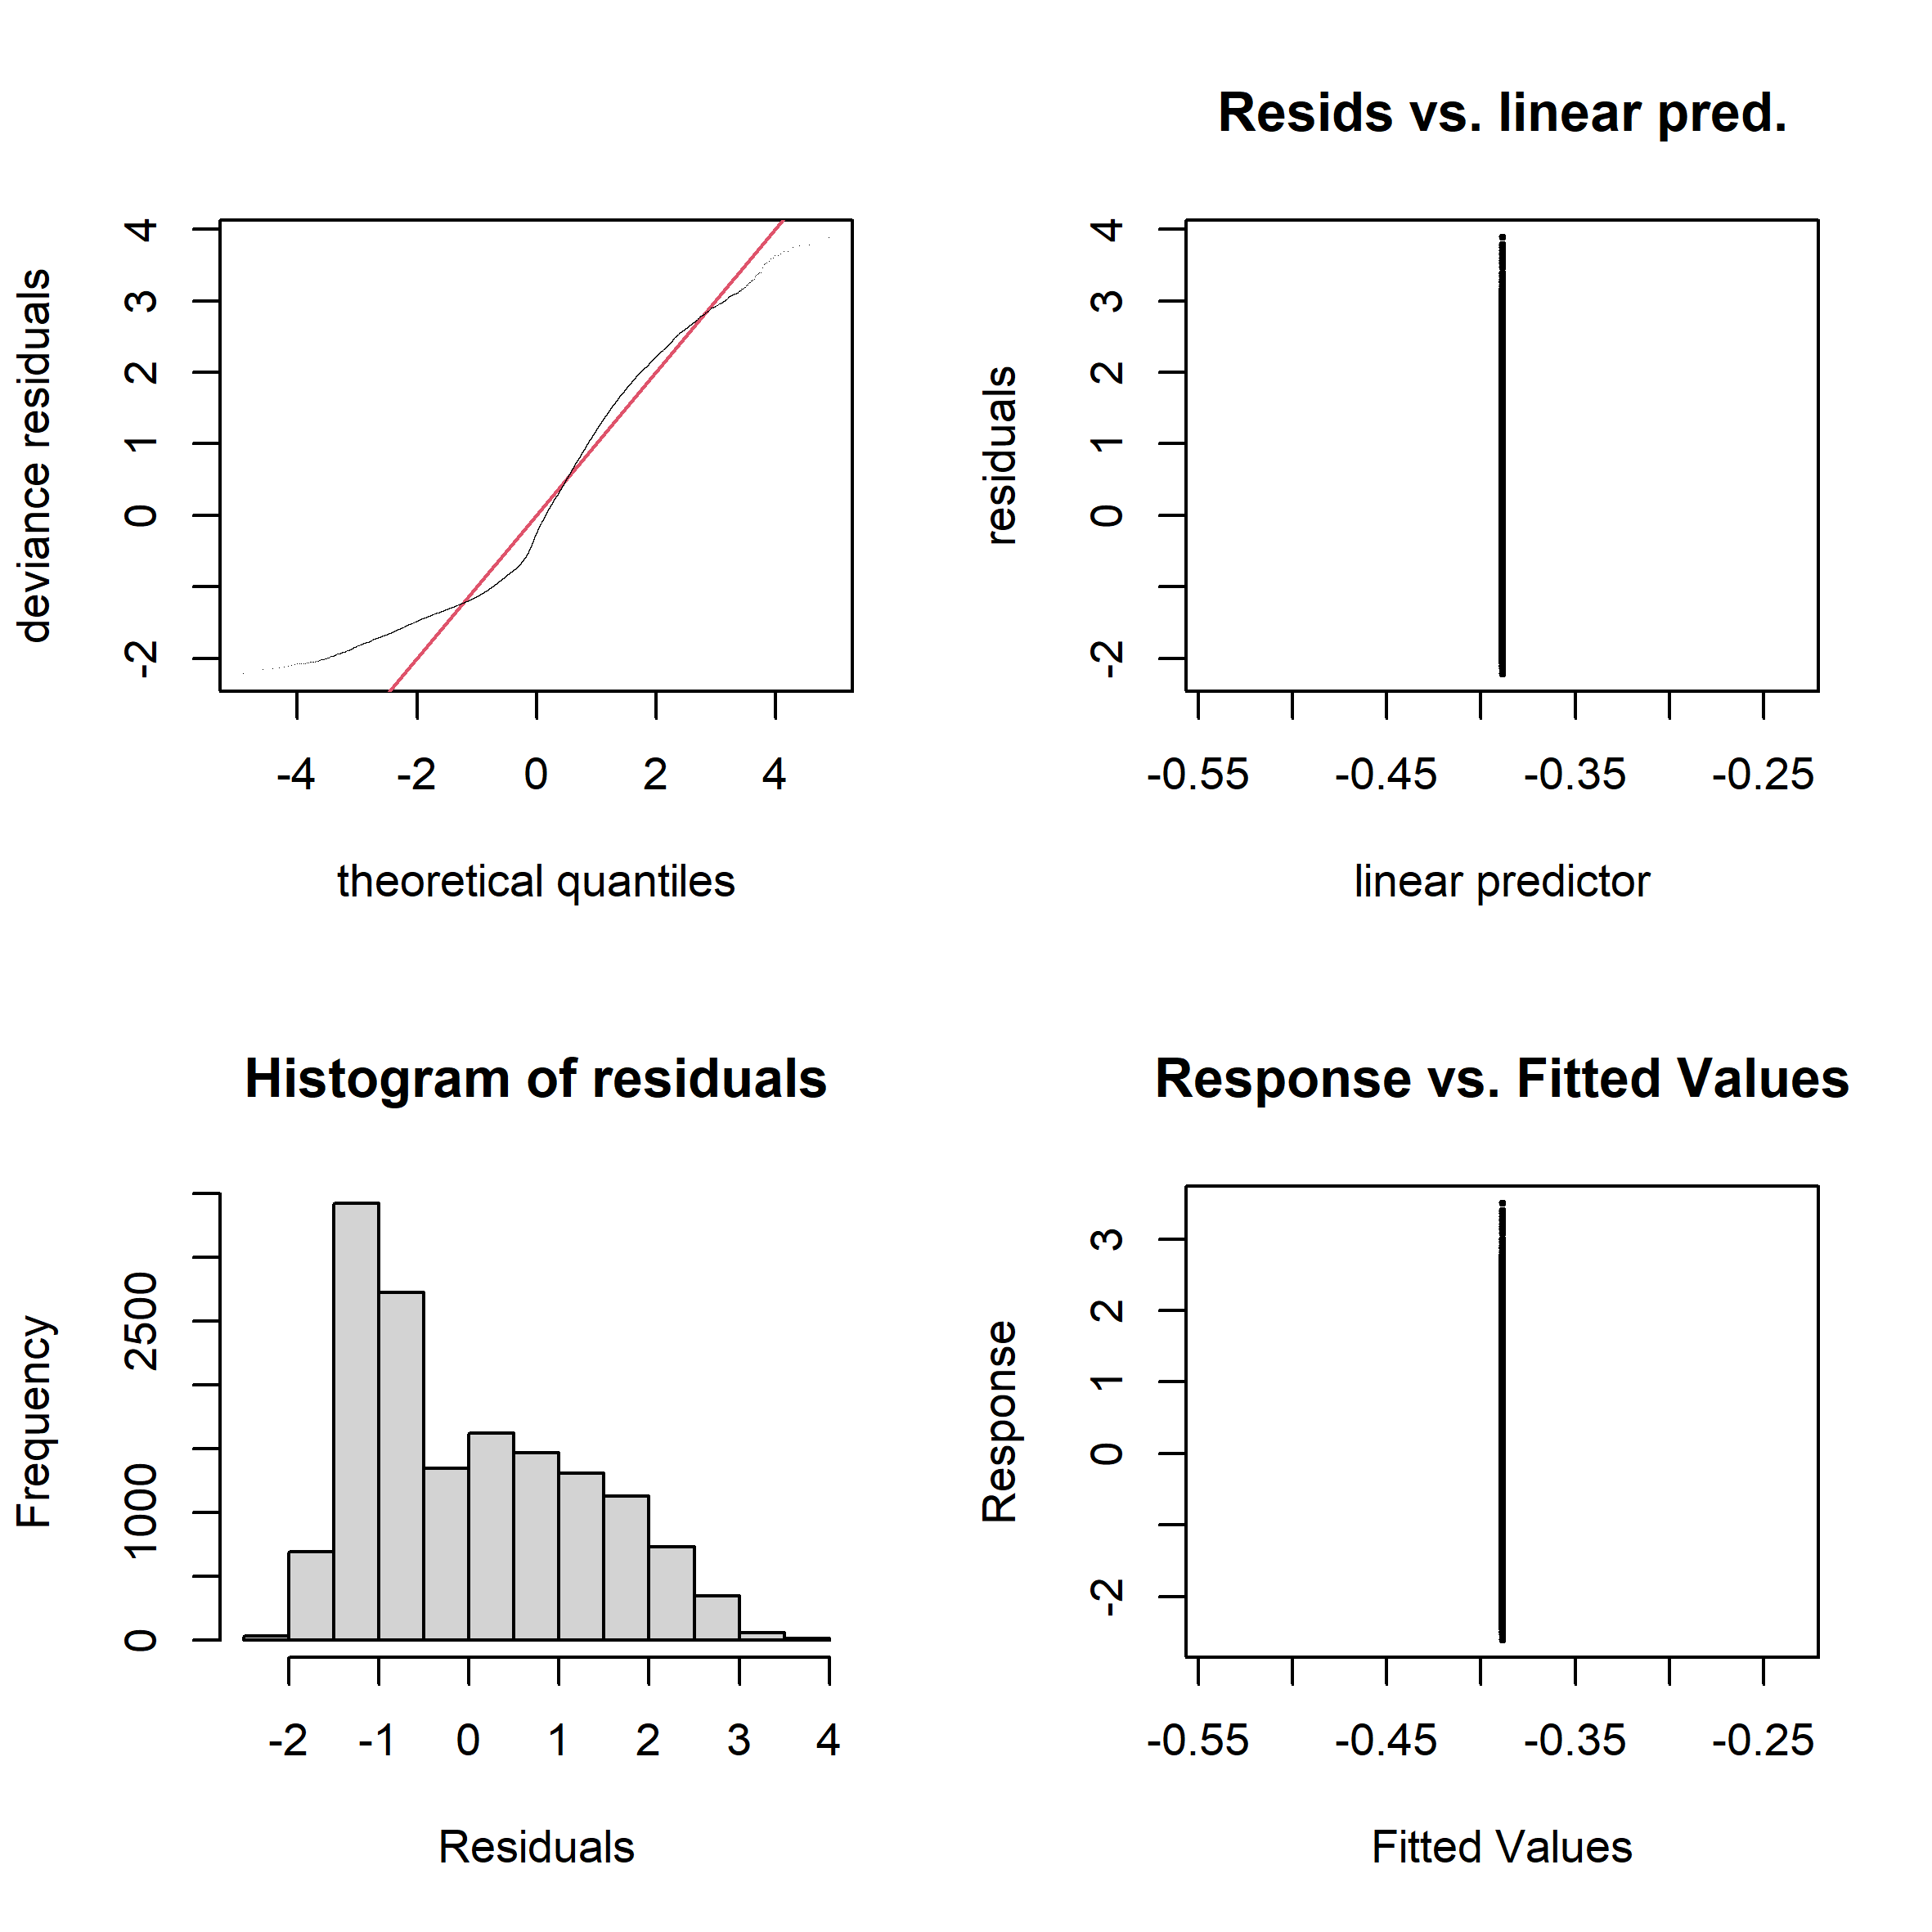 deviance residuals
4
3
2
1
0
-2
-4 -2 0 2 4
theoretical quantiles
Resids vs. linear pred.
residuals
4
3
2
1
0
-2
-0.55 -0.45 -0.35 -0.25
linear predictor
Histogram of residuals
Frequency
2500
1000
0
-2 -1 0 1 2 3 4
Residuals
Response vs. Fitted Values
Response
3
2
1
0
-2
-0.55 -0.45 -0.35 -0.25
Fitted Values